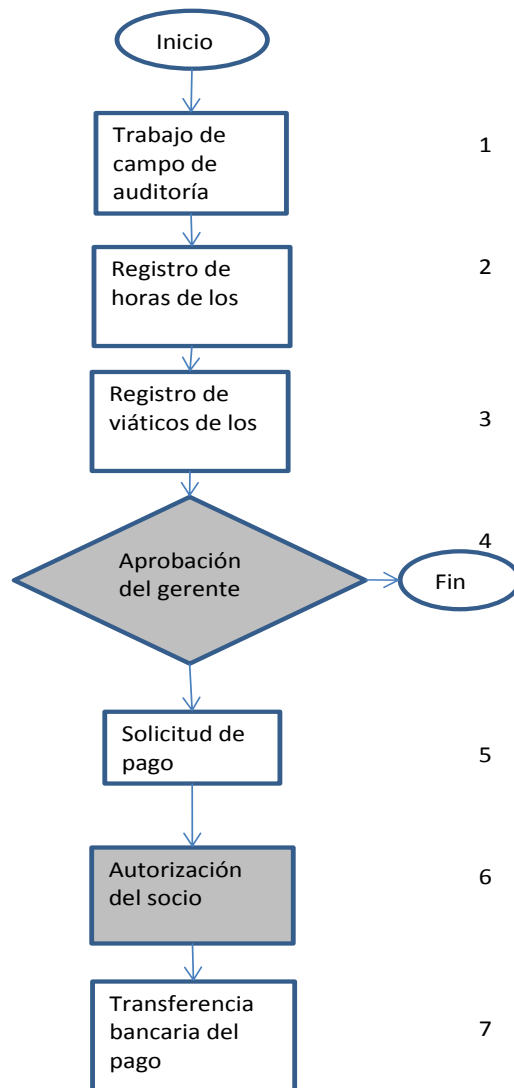 Inicio
Trabajo de
campo de
auditoría
1
Registro de
horas de los
2
Registro de
viáticos de los
3
Aprobación
del gerente
4
Fin
Solicitud de
pago
5
Autorización
del socio
6
Transferencia
bancaria del
pago
7